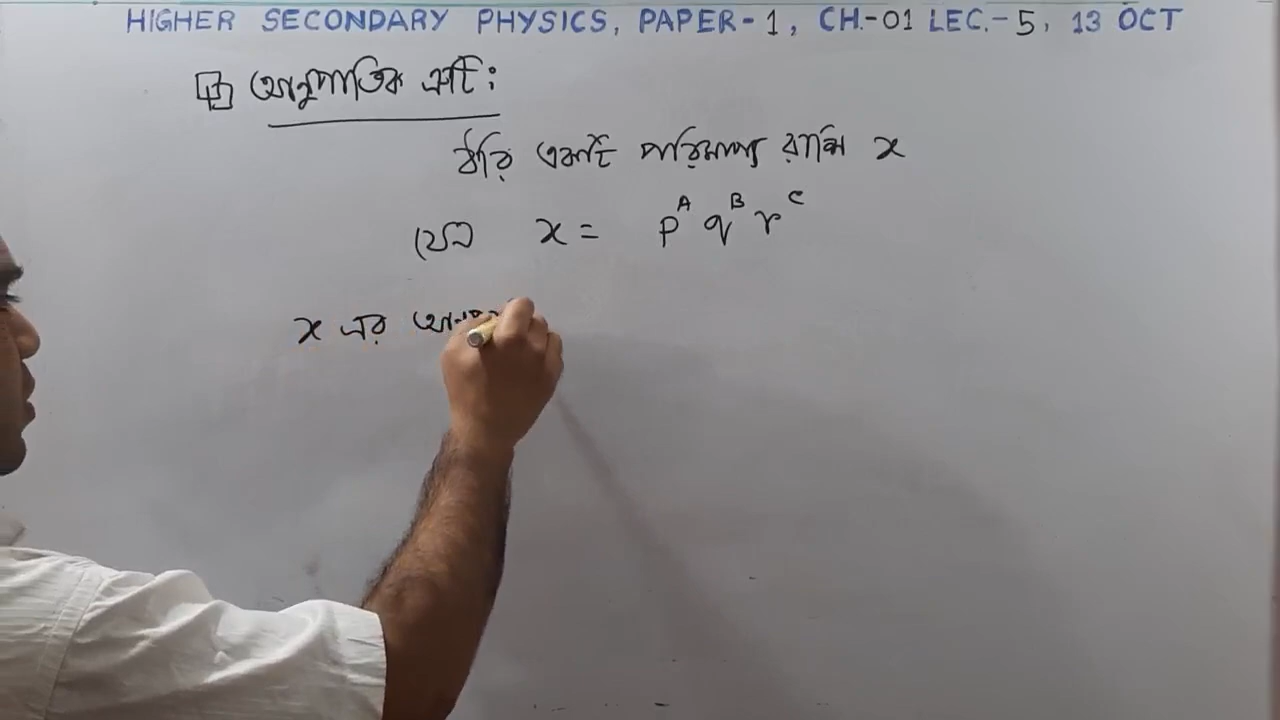 HIGHER SECONDARY PHYSICS, PAPER-1, CH.-01 LEC.-5, 13 OCT
আনুপাতিক ত্রুটি:
ধরি একটি পরিমাপ্য রাশি x
যেন x = p^A q^B r^C
x এর